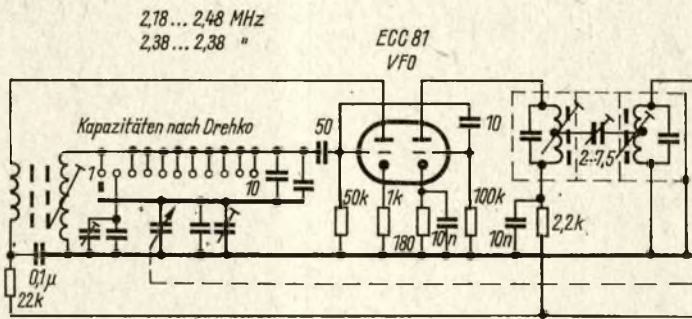 2,18... 2,48 MHz
2,38... 2,38 "
ECC 81
VFO
Kapazitäten nach Drehko
50
10
1
10
2...7,5
50k
1k
180
10n
100k
10n
2,2k
0,1µ
22k